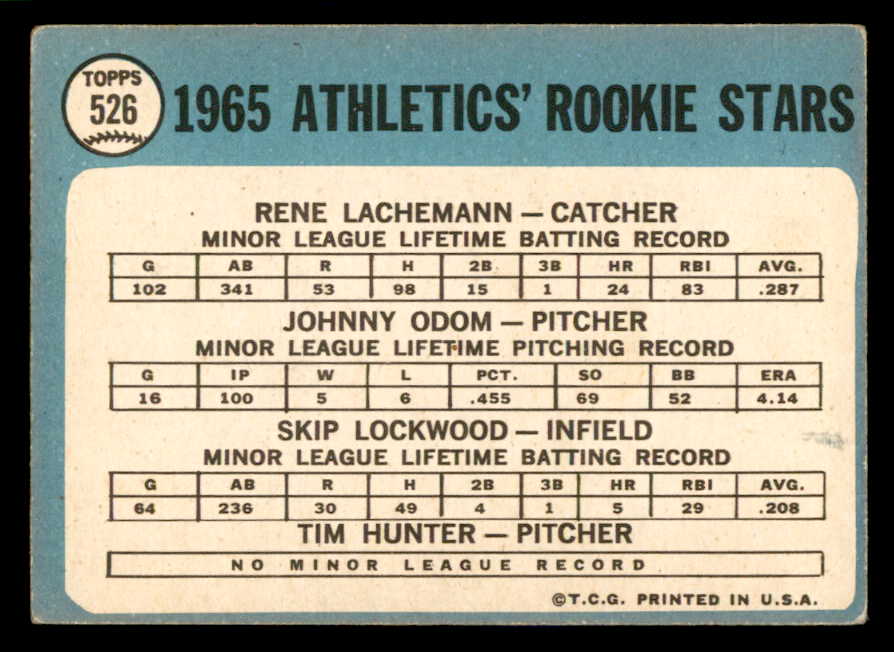 TOPPS
526
1965 ATHLETICS' ROOKIE STARS
RENE LACHEMANN — CATCHER
MINOR LEAGUE LIFETIME BATTING RECORD
G AB R H 2B 3B HR RBI AVG.
102 341 53 98 15 1 24 83 .287
JOHNNY ODOM — PITCHER
MINOR LEAGUE LIFETIME PITCHING RECORD
G IP W L PCT. SO BB ERA
16 100 5 6 .455 69 52 4.14
SKIP LOCKWOOD — INFIELD
MINOR LEAGUE LIFETIME BATTING RECORD
G AB R H 2B 3B HR RBI AVG.
64 236 30 49 4 1 5 29 .208
TIM HUNTER — PITCHER
NO MINOR LEAGUE RECORD
©T.C.G. PRINTED IN U.S.A.